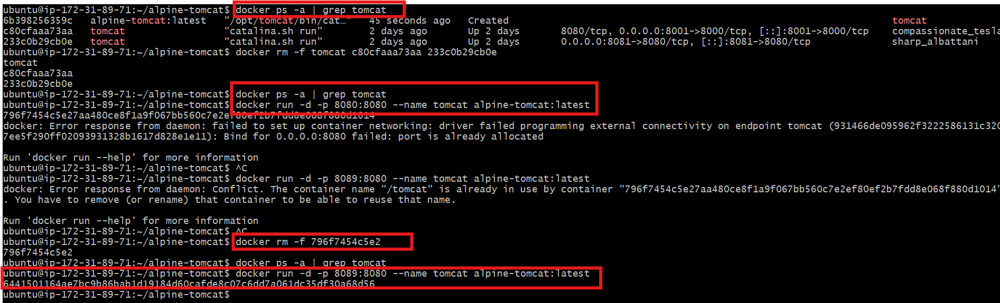 ubuntu@ip-172-31-89-71:~/alpine-tomcat$ docker ps -a | grep tomcat
6b398256359c   alpine-tomcat:latest   "/opt/tomcat/bin/cat…"   45 seconds ago   Created                                                                  tomcat
c80cfaaa73aa   tomcat                 "catalina.sh run"        2 days ago       Up 2 days       8080/tcp, 0.0.0.0:8001->8000/tcp, [::]:8001->8000/tcp    compassionate_tesla
233c0b29cb0e   tomcat                 "catalina.sh run"        2 days ago       Up 2 days       0.0.0.0:8081->8080/tcp, [::]:8081->8080/tcp              sharp_albattani
ubuntu@ip-172-31-89-71:~/alpine-tomcat$ docker rm -f tomcat c80cfaaa73aa 233c0b29cb0e
tomcat
c80cfaaa73aa
233c0b29cb0e
ubuntu@ip-172-31-89-71:~/alpine-tomcat$ docker ps -a | grep tomcat
ubuntu@ip-172-31-89-71:~/alpine-tomcat$ docker run -d -p 8080:8080 --name tomcat alpine-tomcat:latest
796f7454c5e27aa480ce8f1a9f067bb560c7e2ef80ef2b7fdd8e068f880d1014
docker: Error response from daemon: failed to set up container networking: driver failed programming external connectivity on endpoint tomcat (931466de095962f3222586131c320
7ee5f290ff02093931328b1617d828e1e11): Bind for 0.0.0.0:8080 failed: port is already allocated
Run 'docker run --help' for more information
ubuntu@ip-172-31-89-71:~/alpine-tomcat$ ^C
ubuntu@ip-172-31-89-71:~/alpine-tomcat$ docker run -d -p 8089:8080 --name tomcat alpine-tomcat:latest
docker: Error response from daemon: Conflict. The container name "/tomcat" is already in use by container "796f7454c5e27aa480ce8f1a9f067bb560c7e2ef80ef2b7fdd8e068f880d1014"
. You have to remove (or rename) that container to be able to reuse that name.
Run 'docker run --help' for more information
ubuntu@ip-172-31-89-71:~/alpine-tomcat$ ^C
ubuntu@ip-172-31-89-71:~/alpine-tomcat$ docker rm -f 796f7454c5e2
796f7454c5e2
ubuntu@ip-172-31-89-71:~/alpine-tomcat$ docker ps -a | grep tomcat
ubuntu@ip-172-31-89-71:~/alpine-tomcat$ docker run -d -p 8089:8080 --name tomcat alpine-tomcat:latest
6441501164ae7bc9b86bab1d19184d60cafde8c07c6dd7a061dc35df30a68d56
ubuntu@ip-172-31-89-71:~/alpine-tomcat$